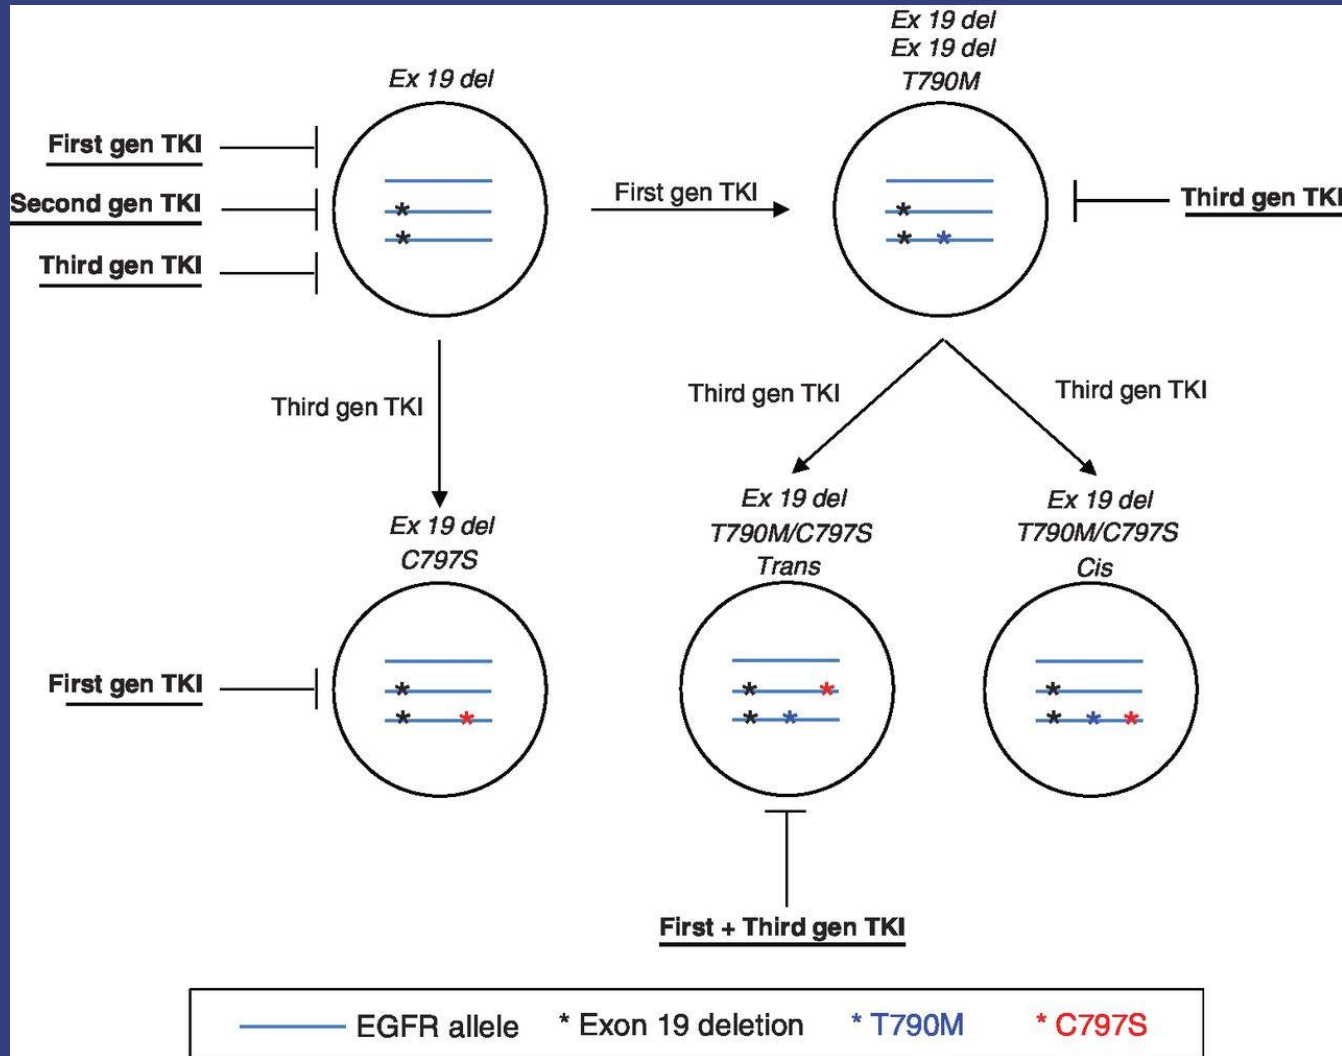 Ex 19 del
First gen TKI
Second gen TKI
Third gen TKI
First gen TKI
Ex 19 del
Ex 19 del
T790M
Third gen TKI
Third gen TKI
Third gen TKI
Third gen TKI
Ex 19 del
C797S
First gen TKI
Ex 19 del
T790M/C797S
Trans
Ex 19 del
T790M/C797S
Cis
First + Third gen TKI
EGFR allele * Exon 19 deletion * T790M * C797S